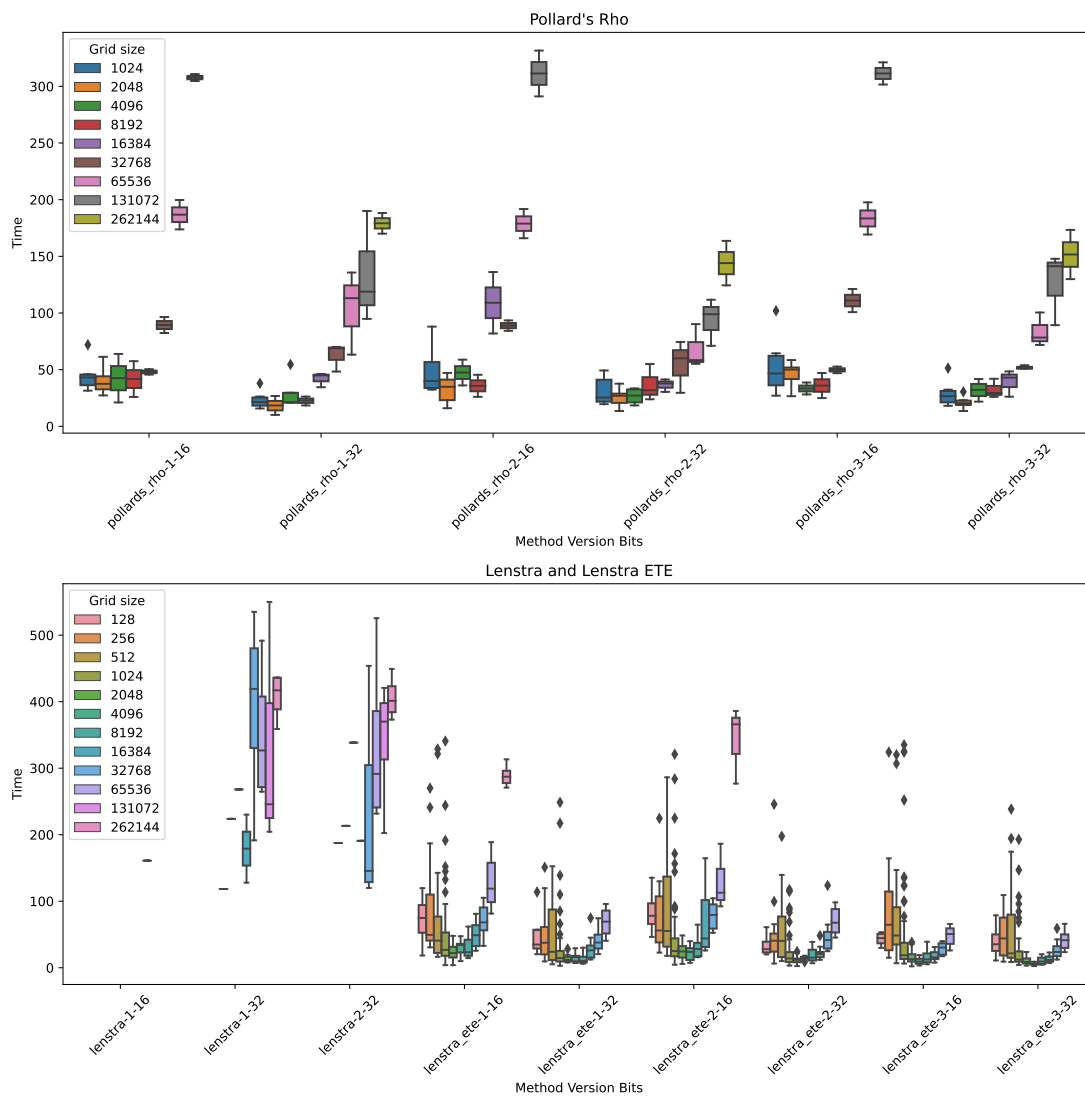 Pollard's Rho
Grid size
1024
2048
4096
8192
16384
32768
65536
131072
262144
Time
300
250
200
150
100
50
0
pollards_rho-1-16
pollards_rho-1-32
pollards_rho-2-16
pollards_rho-2-32
pollards_rho-3-16
pollards_rho-3-32
Method Version Bits
Lenstra and Lenstra ETE
Grid size
128
256
512
1024
2048
4096
8192
16384
32768
65536
131072
262144
Time
500
400
300
200
100
0
lenstra-1-16
lenstra-1-32
lenstra-2-32
lenstra_ete-1-16
lenstra_ete-1-32
lenstra_ete-2-16
lenstra_ete-2-32
lenstra_ete-3-16
lenstra_ete-3-32
Method Version Bits